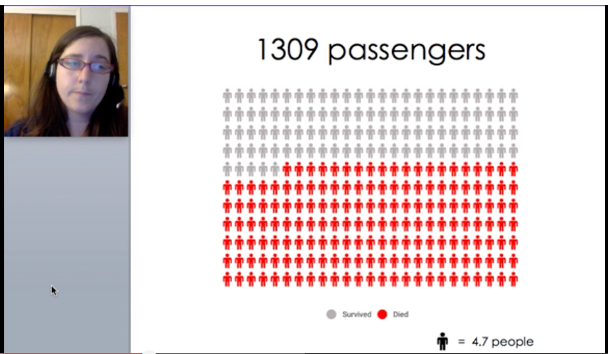 1309 passengers
Survived Died
= 4.7 people